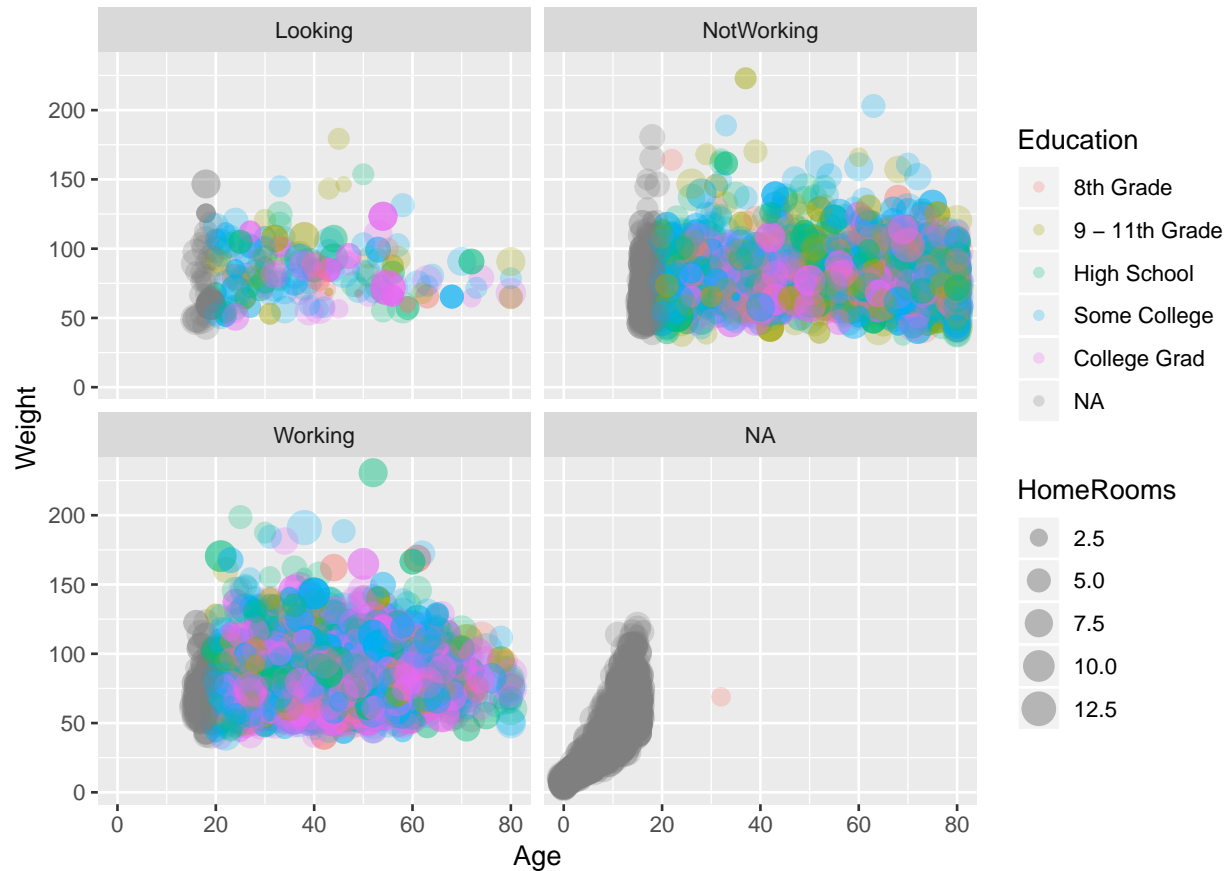 Looking
NotWorking
200
150
100
50
0
Working
NA
200
150
100
50
0
0 20 40 60 80
0 20 40 60 80
Age
Weight
Education
8th Grade
9 − 11th Grade
High School
Some College
College Grad
NA
HomeRooms
2.5
5.0
7.5
10.0
12.5